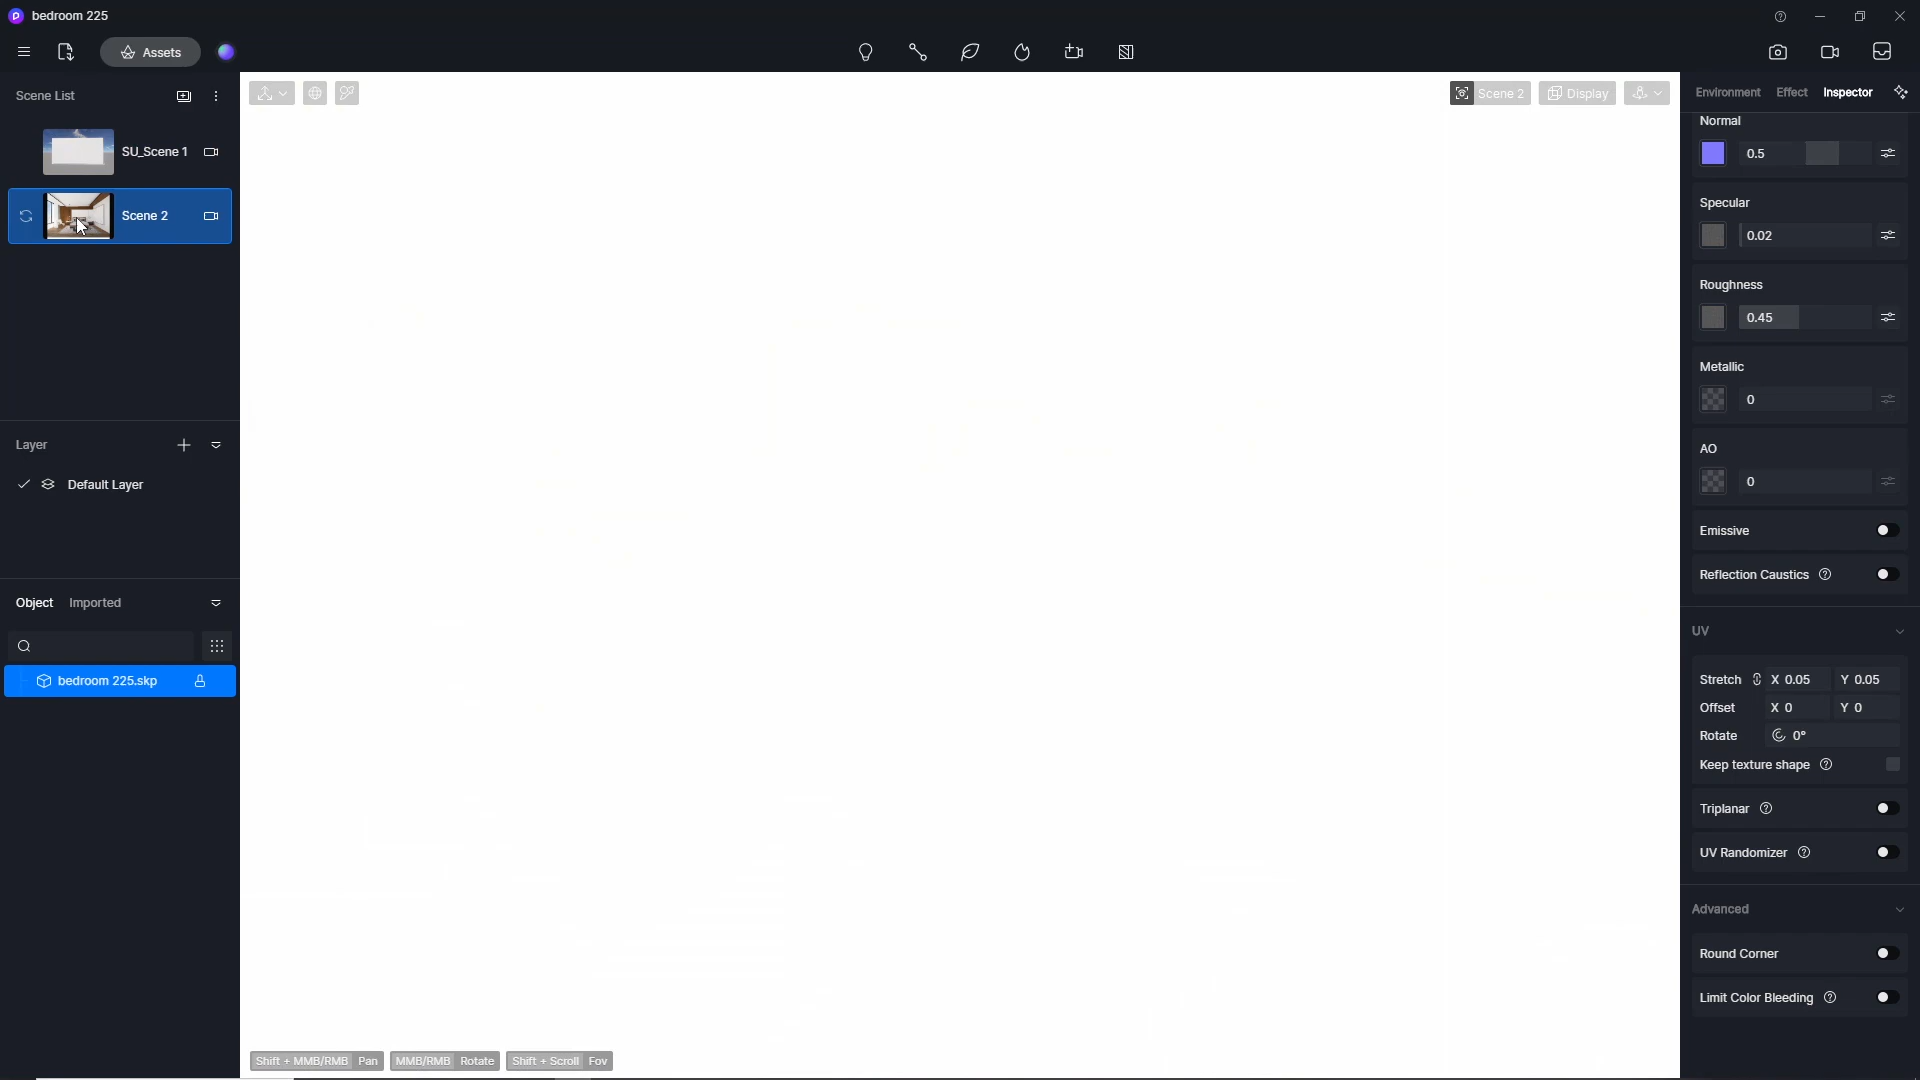 bedroom 225
Assets
Scene List
SU_Scene 1
Scene 2
Layer
Default Layer
Object Imported
bedroom 225.skp
Scene 2 Display
Shift + MMB/RMB Pan MMB/RMB Rotate Shift + Scroll Fov
Environment Effect Inspector
Normal
0.5
Specular
0.02
Roughness
0.45
Metallic
0
AO
0
Emissive
Reflection Caustics
UV
Stretch X 0.05 Y 0.05
Offset X 0 Y 0
Rotate 0°
Keep texture shape
Triplanar
UV Randomizer
Advanced
Round Corner
Limit Color Bleeding